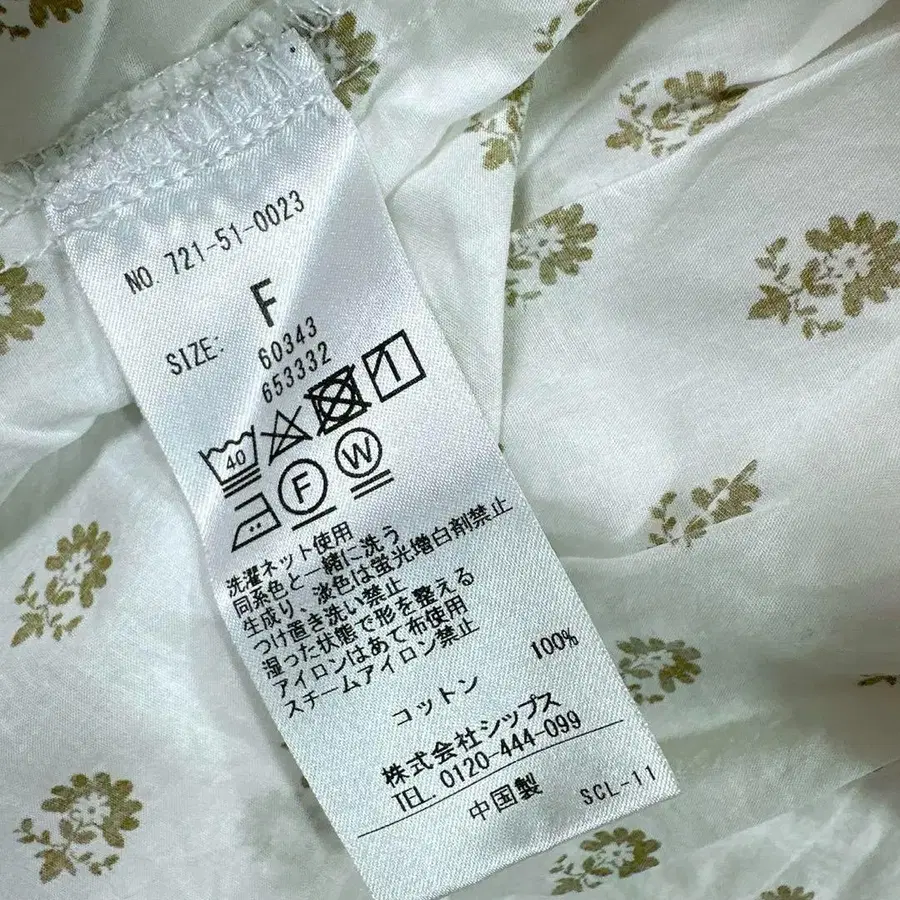 NO. 721-51-0023
SIZE: F
60343
653332
40
F W
洗濯ネット使用
同系色と一緒に洗う
生成り、淡色は蛍光増白剤禁止
つけ置き洗い禁止
湿った状態で形を整える
アイロンはあて布使用
スチームアイロン禁止
コットン 100%
株式会社シップス
TEL. 0120-444-099
中国製 SCL-11